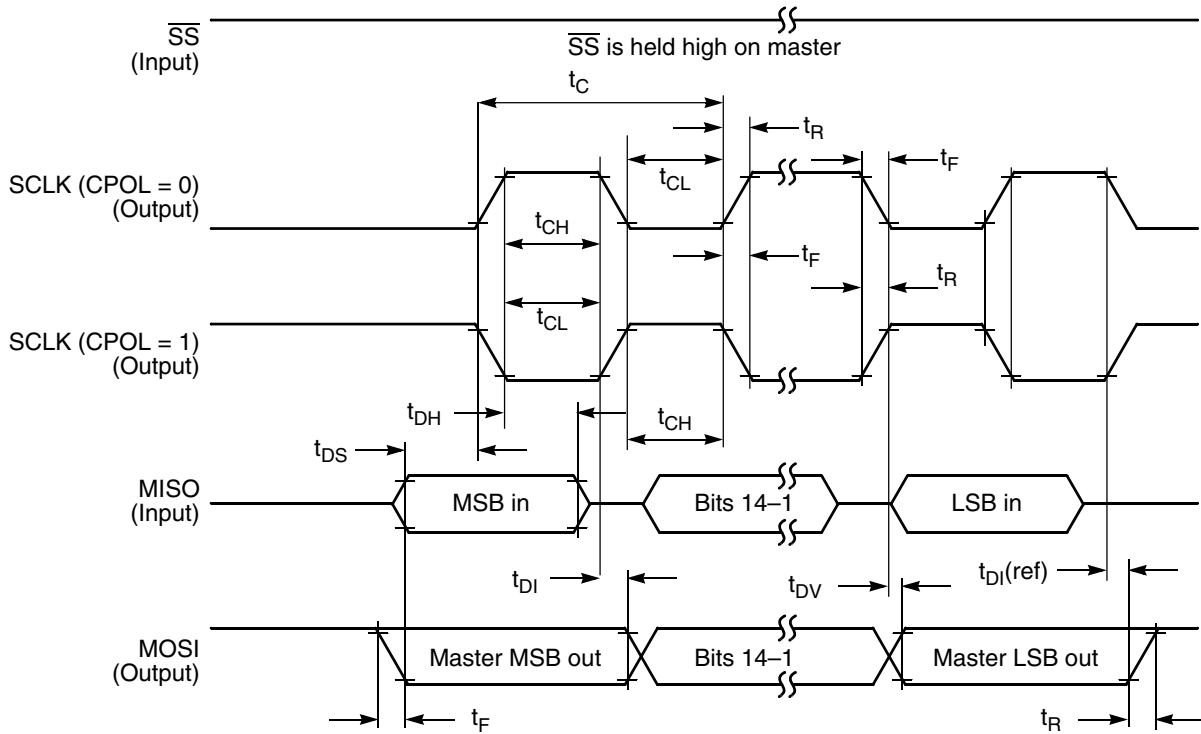 SS
(Input)
SS is held high on master
tC
tR
tF
SCLK (CPOL = 0)
(Output)
tCL
tCH
tF
tR
tCL
SCLK (CPOL = 1)
(Output)
tDH
tCH
tDS
MISO
(Input)
MSB in
Bits 14–1
LSB in
tDI
tDV
tDI(ref)
MOSI
(Output)
Master MSB out
Bits 14–1
Master LSB out
tF
tR